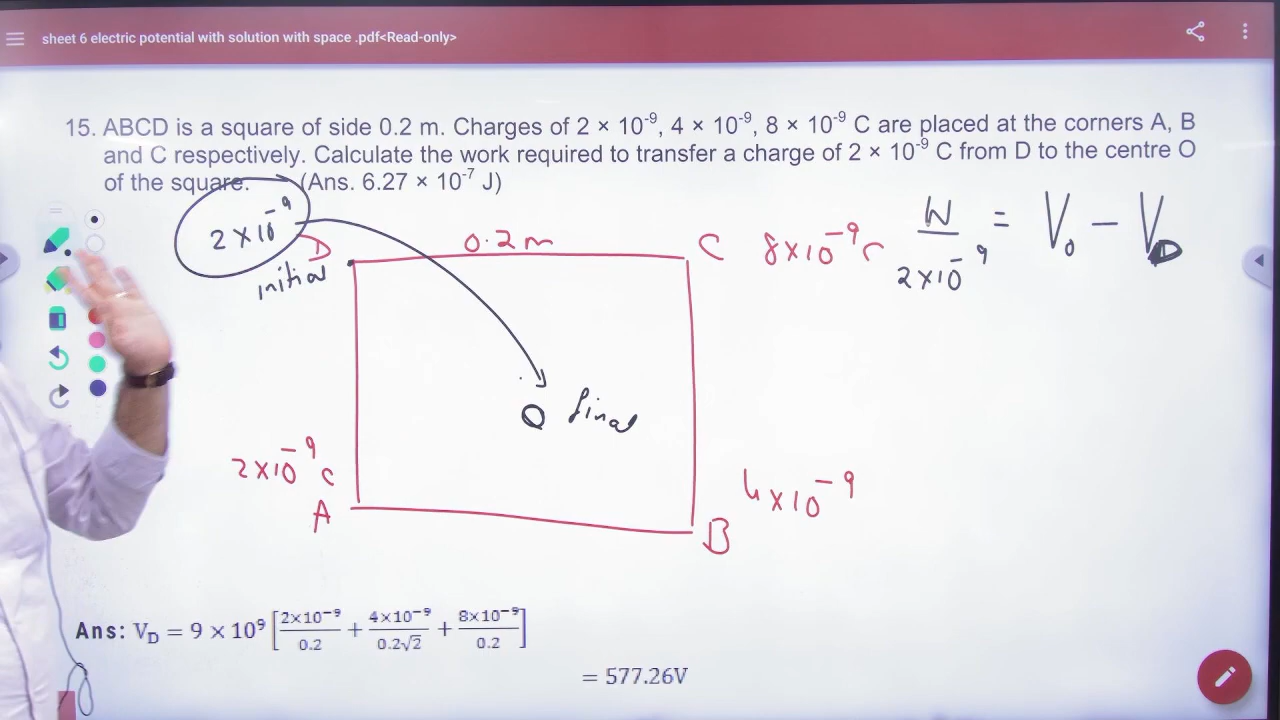 sheet 6 electric potential with solution with space .pdf<Read-only>
15. ABCD is a square of side 0.2 m. Charges of 2 × 10⁻⁹, 4 × 10⁻⁹, 8 × 10⁻⁹ C are placed at the corners A, B
and C respectively. Calculate the work required to transfer a charge of 2 × 10⁻⁹ C from D to the centre O
of the square. (Ans. 6.27 × 10⁻⁷ J)
2×10⁻⁹
D
initial
0.2m
C 8×10⁻⁹ C
W/2×10⁻⁹ = V₀ − V_D
O final
2×10⁻⁹ C
A
4×10⁻⁹
B
Ans: V_D = 9 × 10⁹ [2×10⁻⁹/0.2 + 4×10⁻⁹/0.2√2 + 8×10⁻⁹/0.2]
= 577.26V